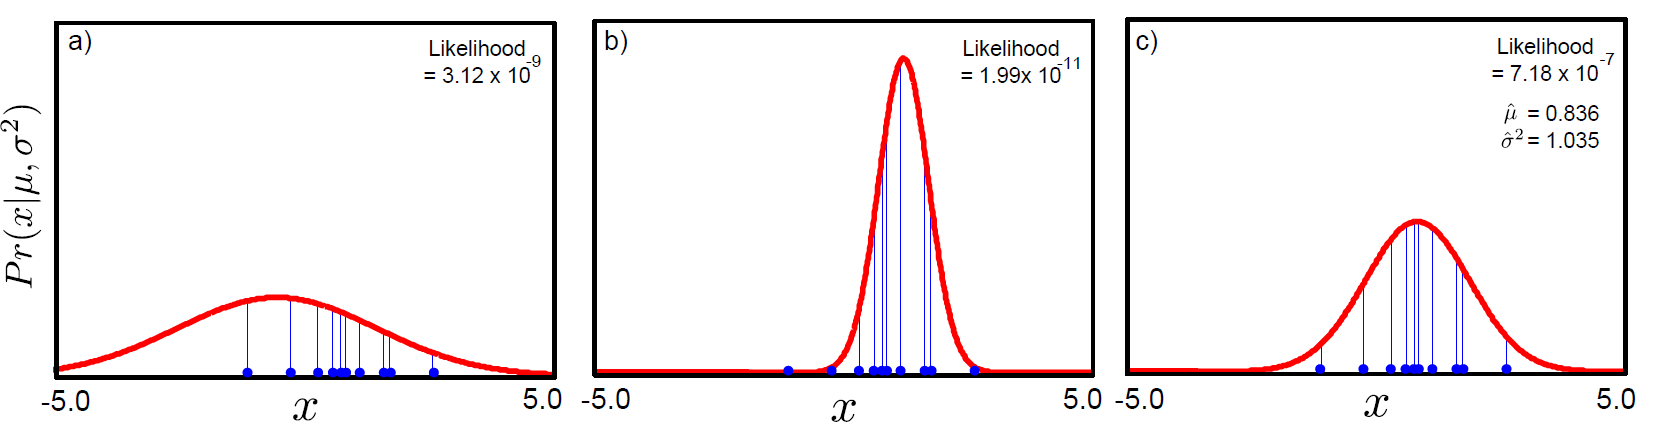 a)
Likelihood
= 3.12 x 10^-9
Pr(x|μ, σ²)
-5.0
x
5.0
b)
Likelihood
= 1.99x 10^-11
-5.0
x
5.0
c)
Likelihood
= 7.18 x 10^-7
μ̂ = 0.836
σ̂² = 1.035
-5.0
x
5.0